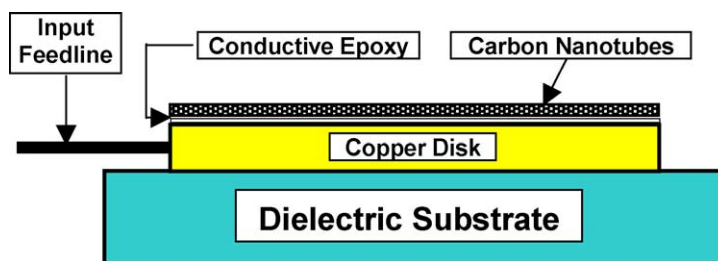 Input
Feedline
Conductive Epoxy
Carbon Nanotubes
Copper Disk
Dielectric Substrate